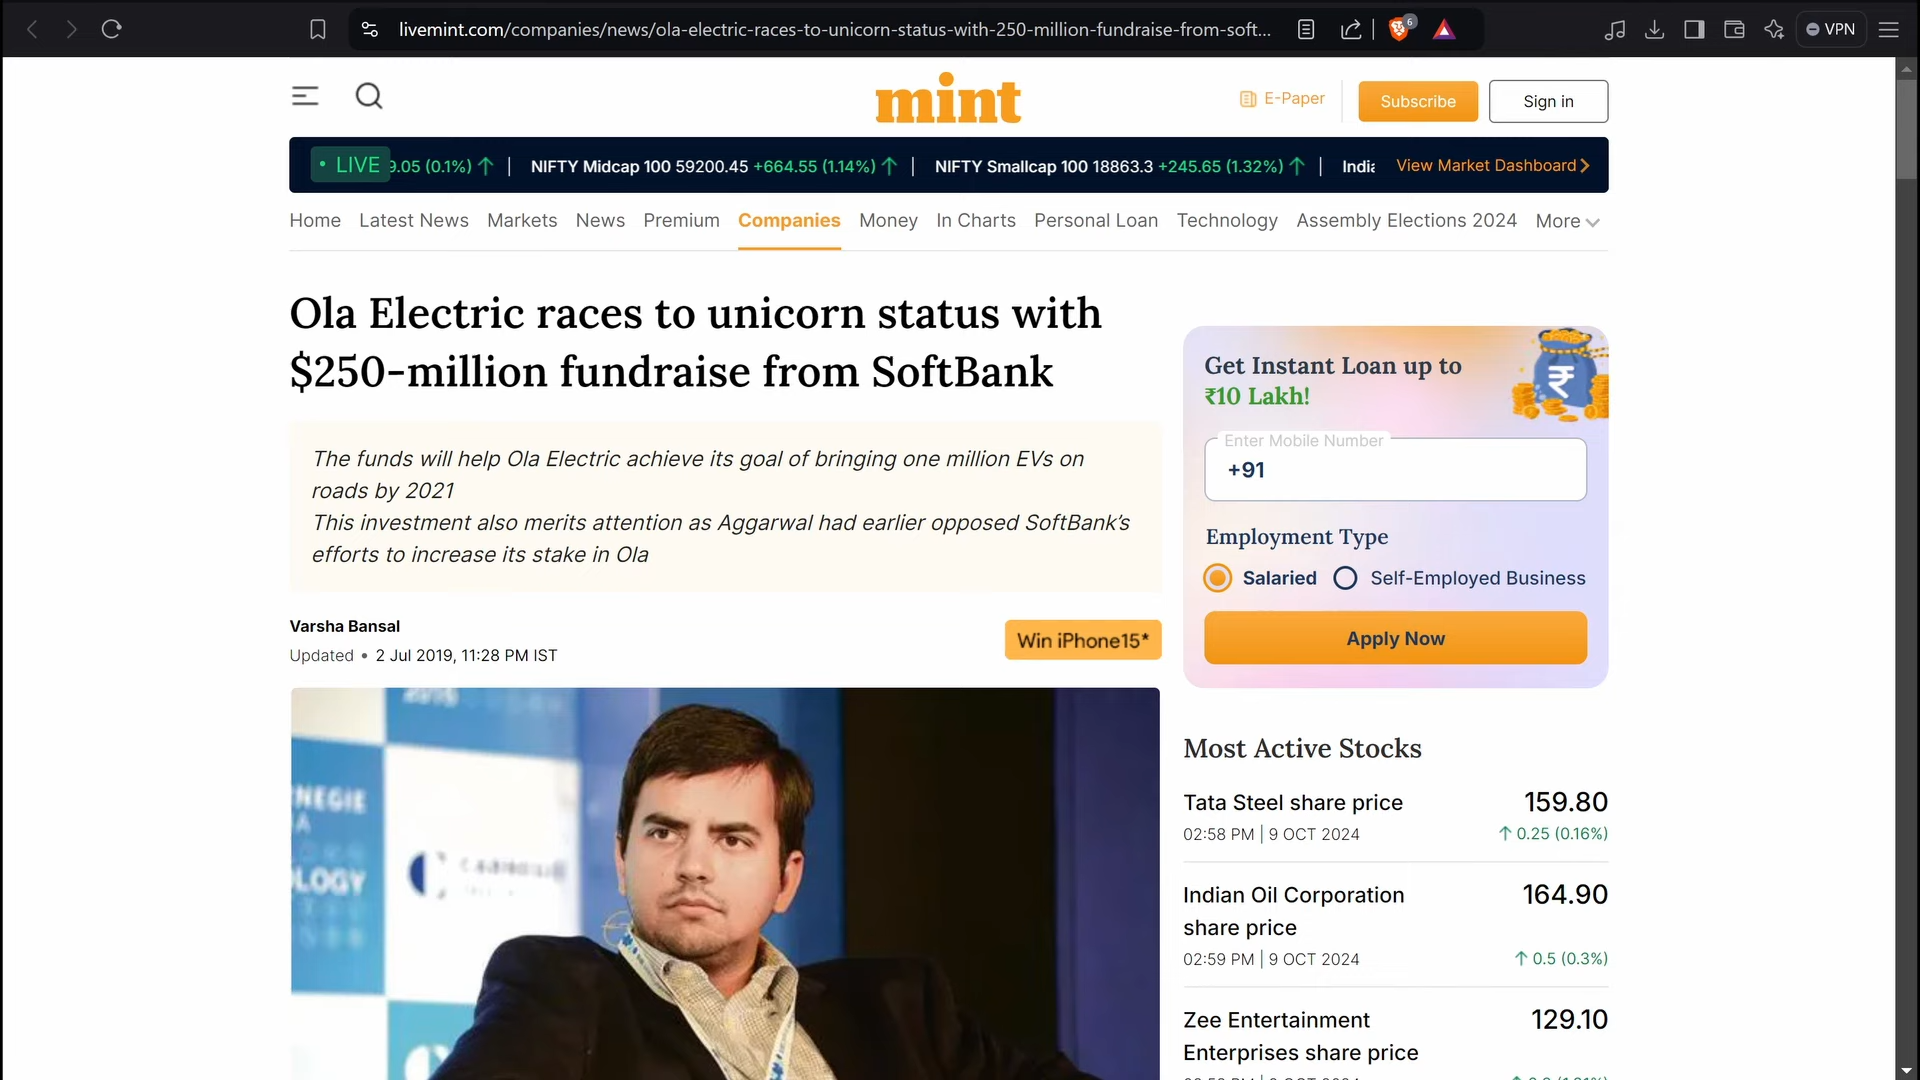 livemint.com/companies/news/ola-electric-races-to-unicorn-status-with-250-million-fundraise-from-soft...
6
VPN
mint
E-Paper
Subscribe
Sign in
• LIVE
9.05 (0.1%) ↑ | NIFTY Midcap 100 59200.45 +664.55 (1.14%) ↑ | NIFTY Smallcap 100 18863.3 +245.65 (1.32%) ↑ | India
View Market Dashboard
Home Latest News Markets News Premium Companies Money In Charts Personal Loan Technology Assembly Elections 2024 More
Ola Electric races to unicorn status with
$250-million fundraise from SoftBank
The funds will help Ola Electric achieve its goal of bringing one million EVs on
roads by 2021
This investment also merits attention as Aggarwal had earlier opposed SoftBank's
efforts to increase its stake in Ola
Varsha Bansal
Updated • 2 Jul 2019, 11:28 PM IST
Win iPhone15*
NEGIE
A
LOGY
Get Instant Loan up to
₹10 Lakh!
₹
Enter Mobile Number
+91
Employment Type
Salaried
Self-Employed Business
Apply Now
Most Active Stocks
Tata Steel share price
159.80
02:58 PM | 9 OCT 2024
↑ 0.25 (0.16%)
Indian Oil Corporation
share price
164.90
02:59 PM | 9 OCT 2024
↑ 0.5 (0.3%)
Zee Entertainment
Enterprises share price
129.10